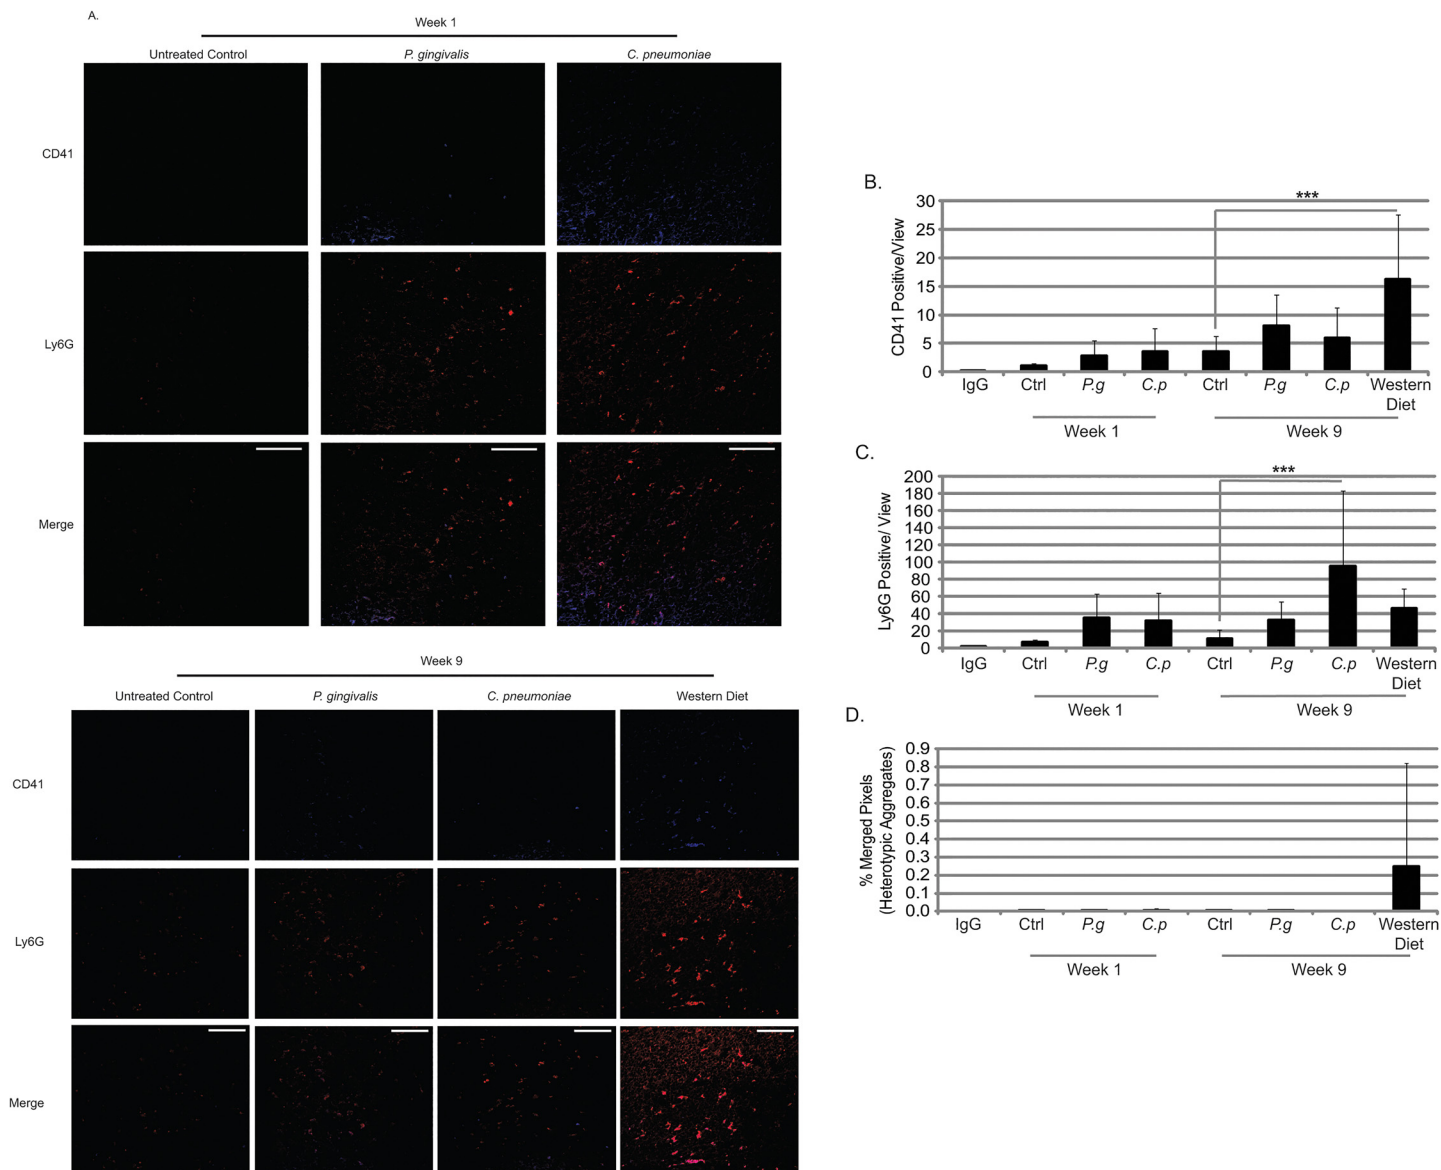 A.
Week 1
Untreated Control P. gingivalis C. pneumoniae
CD41
Ly6G
Merge
Week 9
Untreated Control P. gingivalis C. pneumoniae Western Diet
CD41
Ly6G
Merge
B.
***
CD41 Positive/View
30
25
20
15
10
5
0
IgG Ctrl P.g C.p Ctrl P.g C.p Western
Diet
Week 1 Week 9
C.
***
Ly6G Positive/ View
200
180
160
140
120
100
80
60
40
20
0
IgG Ctrl P.g C.p Ctrl P.g C.p Western
Diet
Week 1 Week 9
D.
% Merged Pixels
(Heterotypic Aggregates)
0.9
0.8
0.7
0.6
0.5
0.4
0.3
0.2
0.1
0.0
IgG Ctrl P.g C.p Ctrl P.g C.p Western
Diet
Week 1 Week 9